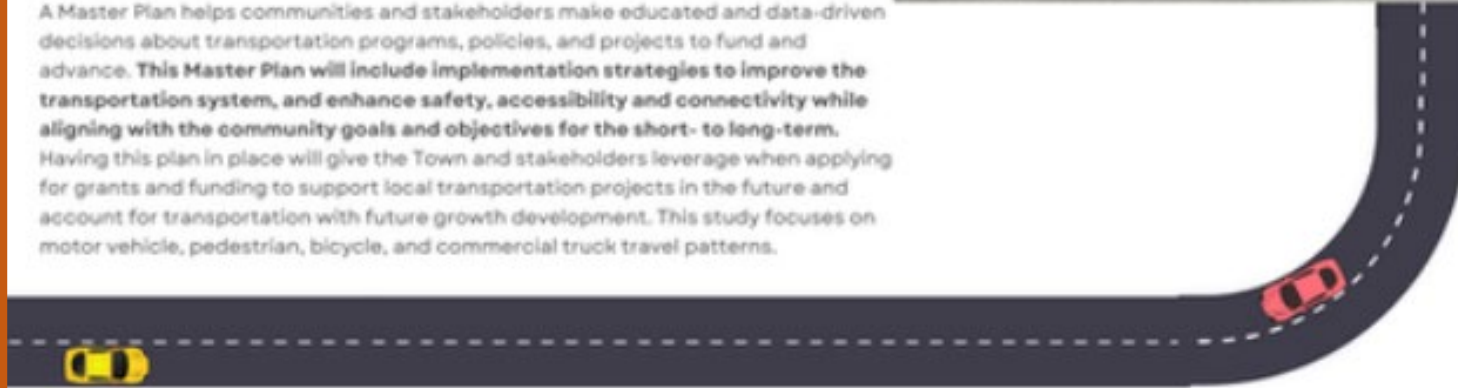 A Master Plan helps communities and stakeholders make educated and data-driven
decisions about transportation programs, policies, and projects to fund and
advance. This Master Plan will include implementation strategies to improve the
transportation system, and enhance safety, accessibility and connectivity while
aligning with the community goals and objectives for the short- to long-term.
Having this plan in place will give the Town and stakeholders leverage when applying
for grants and funding to support local transportation projects in the future and
account for transportation with future growth development. This study focuses on
motor vehicle, pedestrian, bicycle, and commercial truck travel patterns.